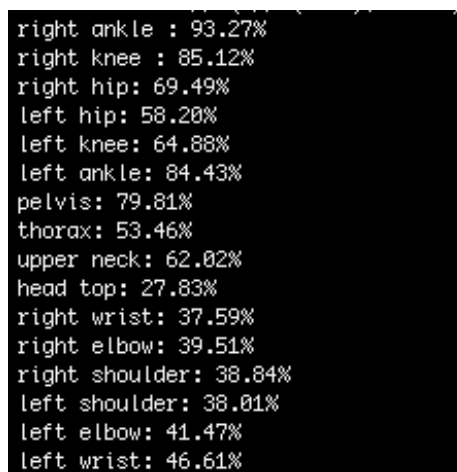 right ankle : 93.27%
right knee : 85.12%
right hip: 69.49%
left hip: 58.20%
left knee: 64.88%
left ankle: 84.43%
pelvis: 79.81%
thorax: 53.46%
upper neck: 62.02%
head top: 27.83%
right wrist: 37.59%
right elbow: 39.51%
right shoulder: 38.84%
left shoulder: 38.01%
left elbow: 41.47%
left wrist: 46.61%